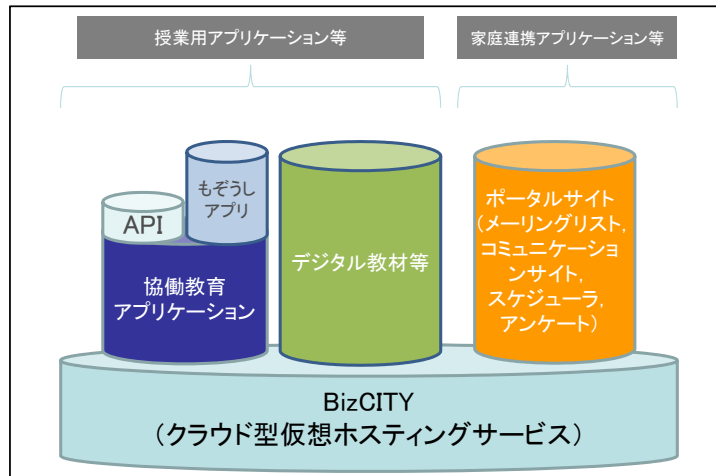 授業用アプリケーション等
家庭連携アプリケーション等
もぞうし
アプリ
API
協働教育
アプリケーション
デジタル教材等
ポータルサイト
(メーリングリスト,
コミュニケーショ
ンサイト,
スケジューラ,
アンケート)
BizCITY
(クラウド型仮想ホスティングサービス)